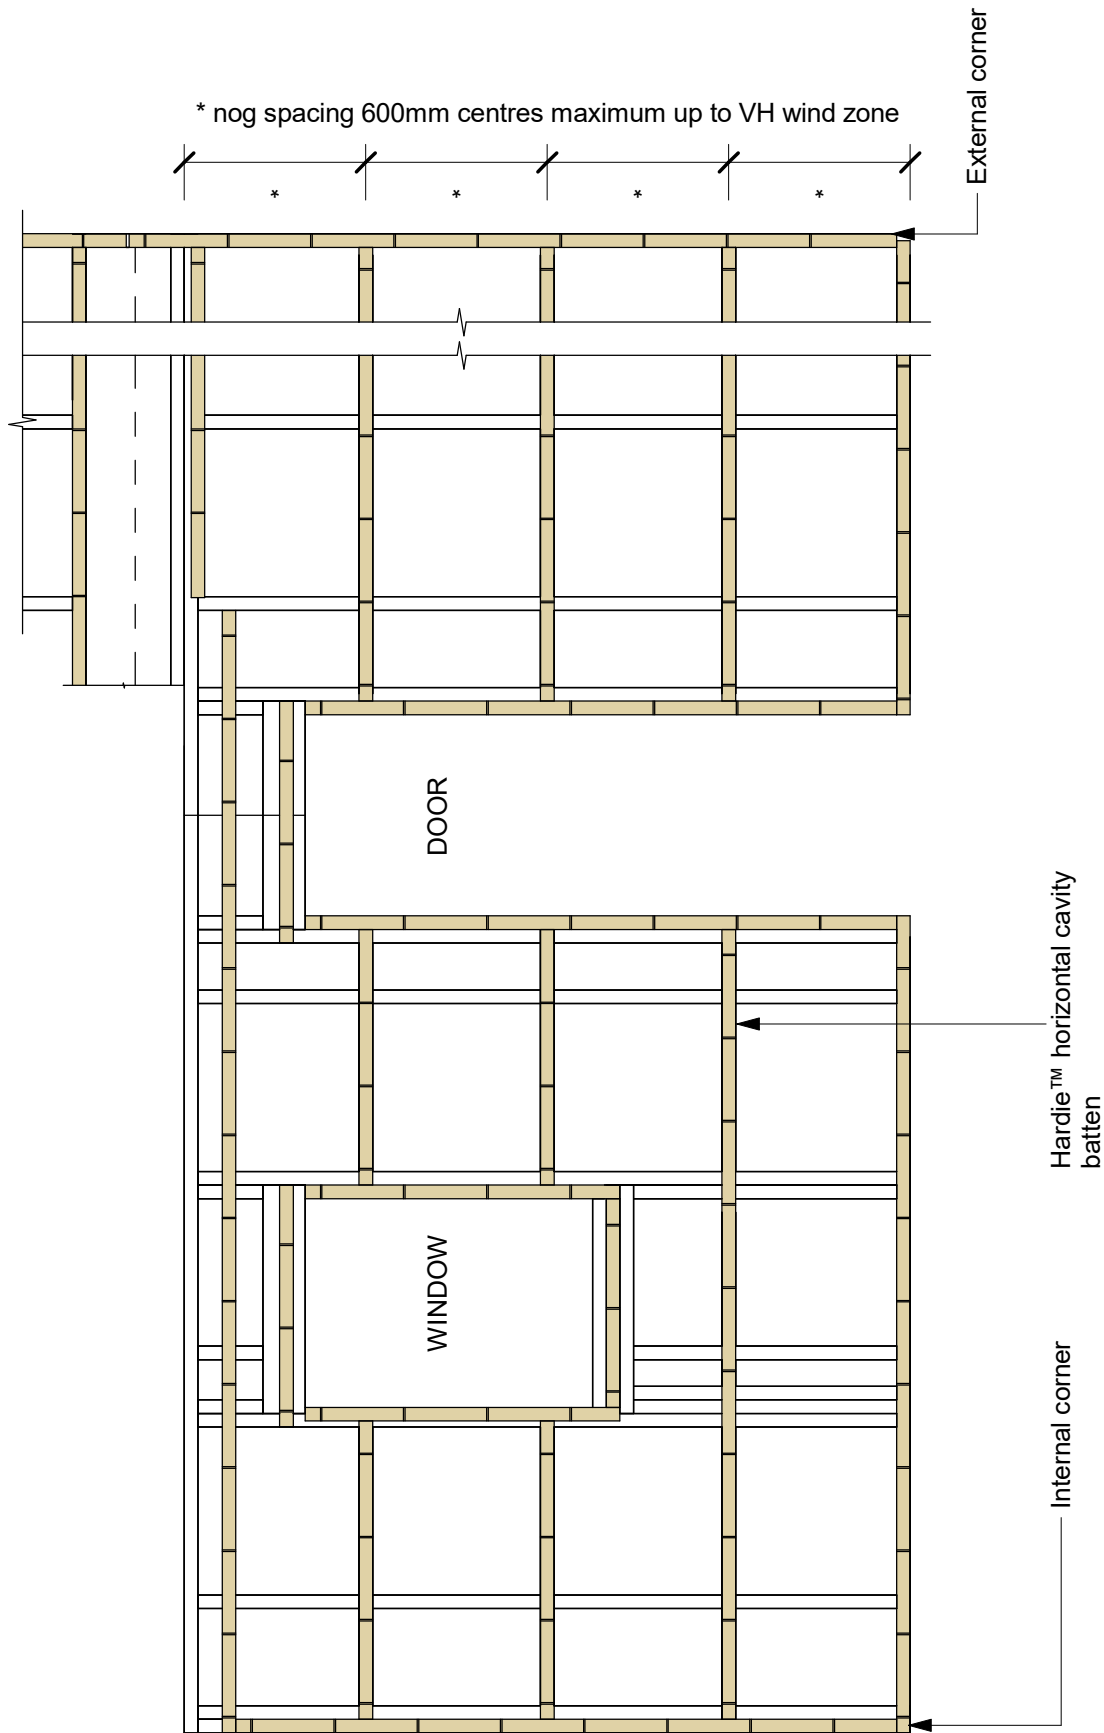 * nog spacing 600mm centres maximum up to VH wind zone
*
*
*
*
External corner
DOOR
WINDOW
Hardie™ horizontal cavity
batten
Internal corner